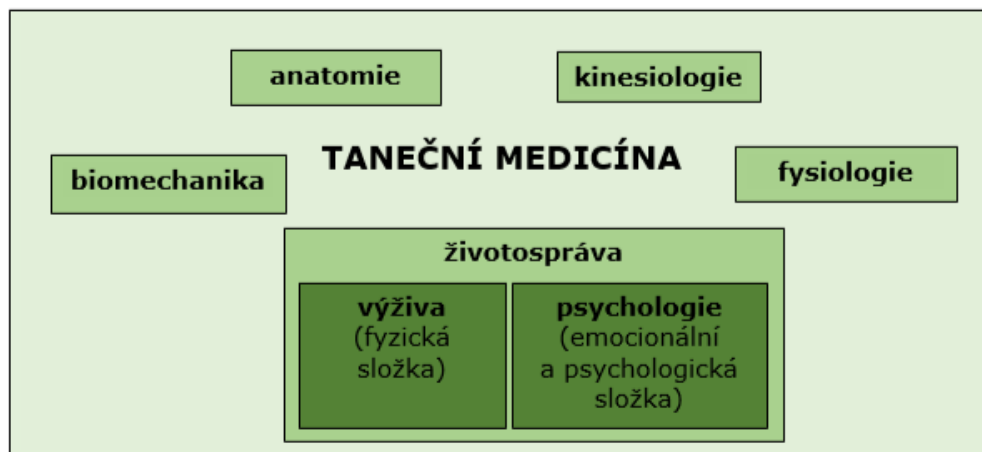 anatomie
kinesiologie
TANEČNÍ MEDICÍNA
biomechanika
fysiologie
životospráva
výživa
(fyzická
složka)
psychologie
(emocionální
a psychologická
složka)